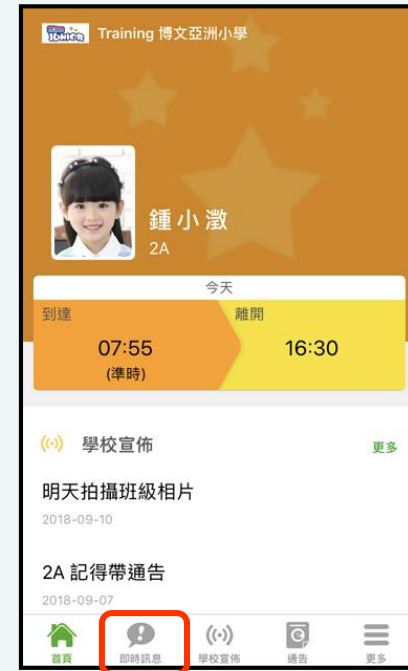 JUNIOR Training 博文亞洲小學
鍾小澂
2A
今天
到達 離開
07:55 16:30
(準時)
學校宣佈 更多
明天拍攝班級相片
2018-09-10
2A 記得帶通告
2018-09-07
首頁 即時訊息 學校宣佈 通告 更多